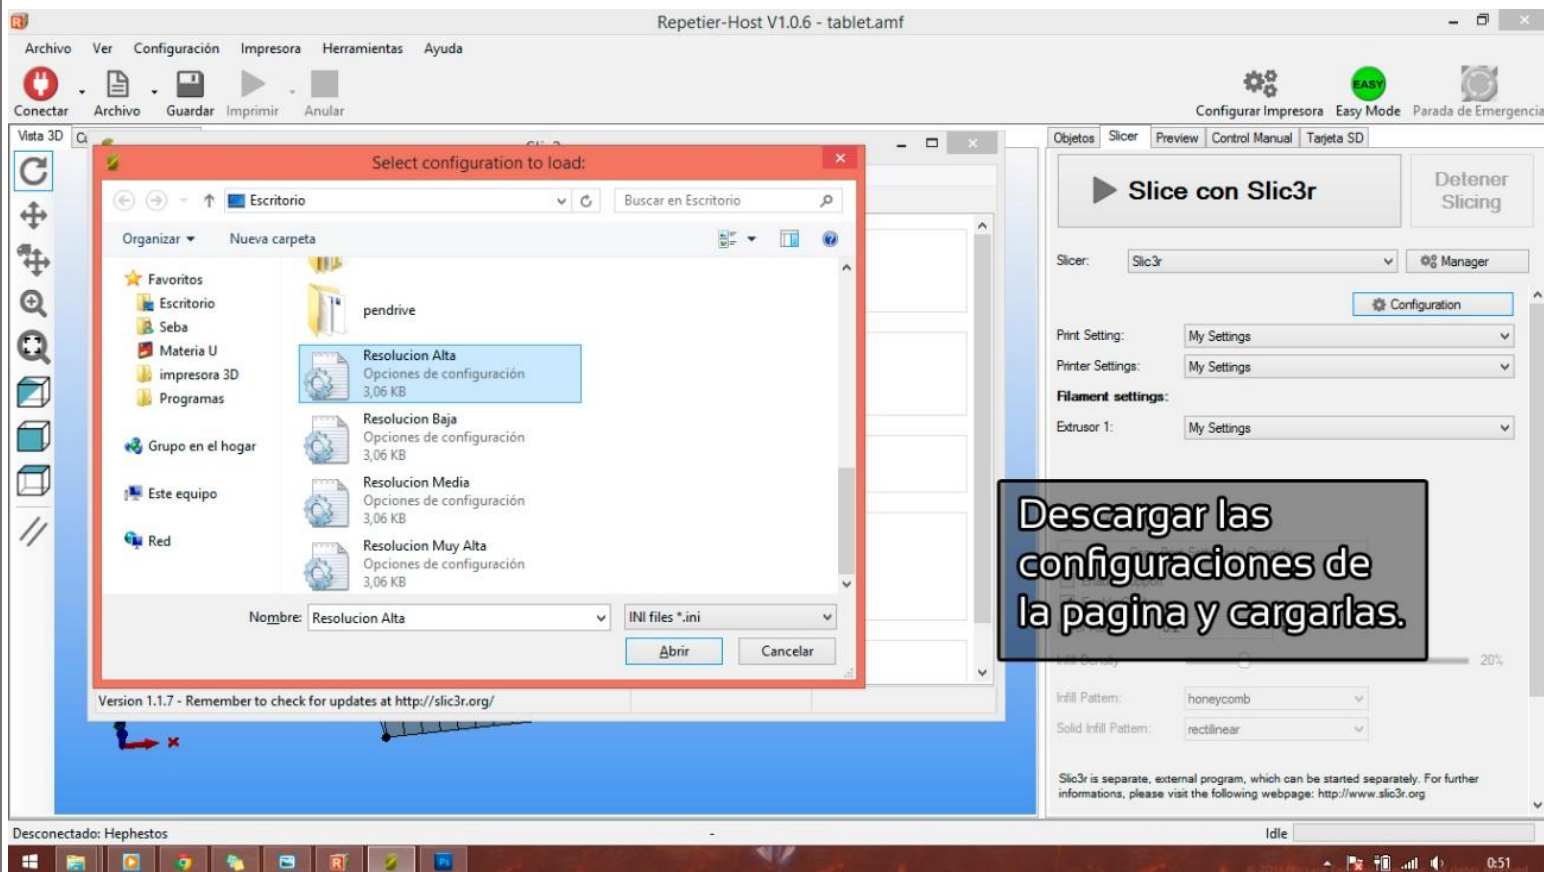 Repetier-Host V1.0.6 - tablet.amf
Archivo Ver Configuración Impresora Herramientas Ayuda
Conectar Archivo Guardar Imprimir Anular
Configurar Impresora Easy Mode Parada de Emergencia
EASY
Vista 3D
Objetos Slicer Preview Control Manual Tarjeta SD
Select configuration to load:
Escritorio
Buscar en Escritorio
Organizar Nueva carpeta
Favoritos
Escritorio
Seba
Materia U
impresora 3D
Programas
Grupo en el hogar
Este equipo
Red
pendrive
Resolucion Alta
Opciones de configuración
3,06 KB
Resolucion Baja
Opciones de configuración
3,06 KB
Resolucion Media
Opciones de configuración
3,06 KB
Resolucion Muy Alta
Opciones de configuración
3,06 KB
Nombre: Resolucion Alta
INI files *.ini
Abrir Cancelar
Version 1.1.7 - Remember to check for updates at http://slic3r.org/
Slice con Slic3r
Detener
Slicing
Slicer: Slic3r Manager
Configuration
Print Setting: My Settings
Printer Settings: My Settings
Filament settings:
Extrusor 1: My Settings
Descargar las
configuraciones de
la pagina y cargarlas.
20%
Infill Pattern: honeycomb
Solid Infill Pattern: rectilinear
Slic3r is separate, external program, which can be started separately. For further
informations, please visit the following webpage: http://www.slic3r.org
Desconectado: Hephestos - Idle
0:51